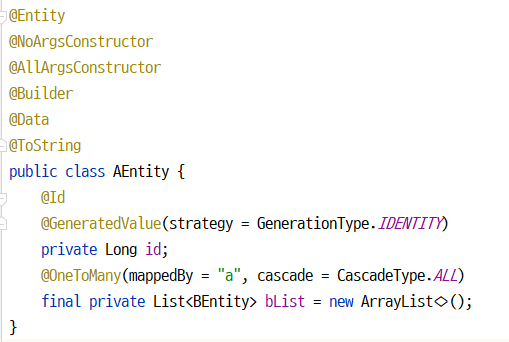 @Entity
@NoArgsConstructor
@AllArgsConstructor
@Builder
@Data
@ToString
public class AEntity {
    @Id
    @GeneratedValue(strategy = GenerationType.IDENTITY)
    private Long id;
    @OneToMany(mappedBy = "a", cascade = CascadeType.ALL)
    final private List<BEntity> bList = new ArrayList<>();
}